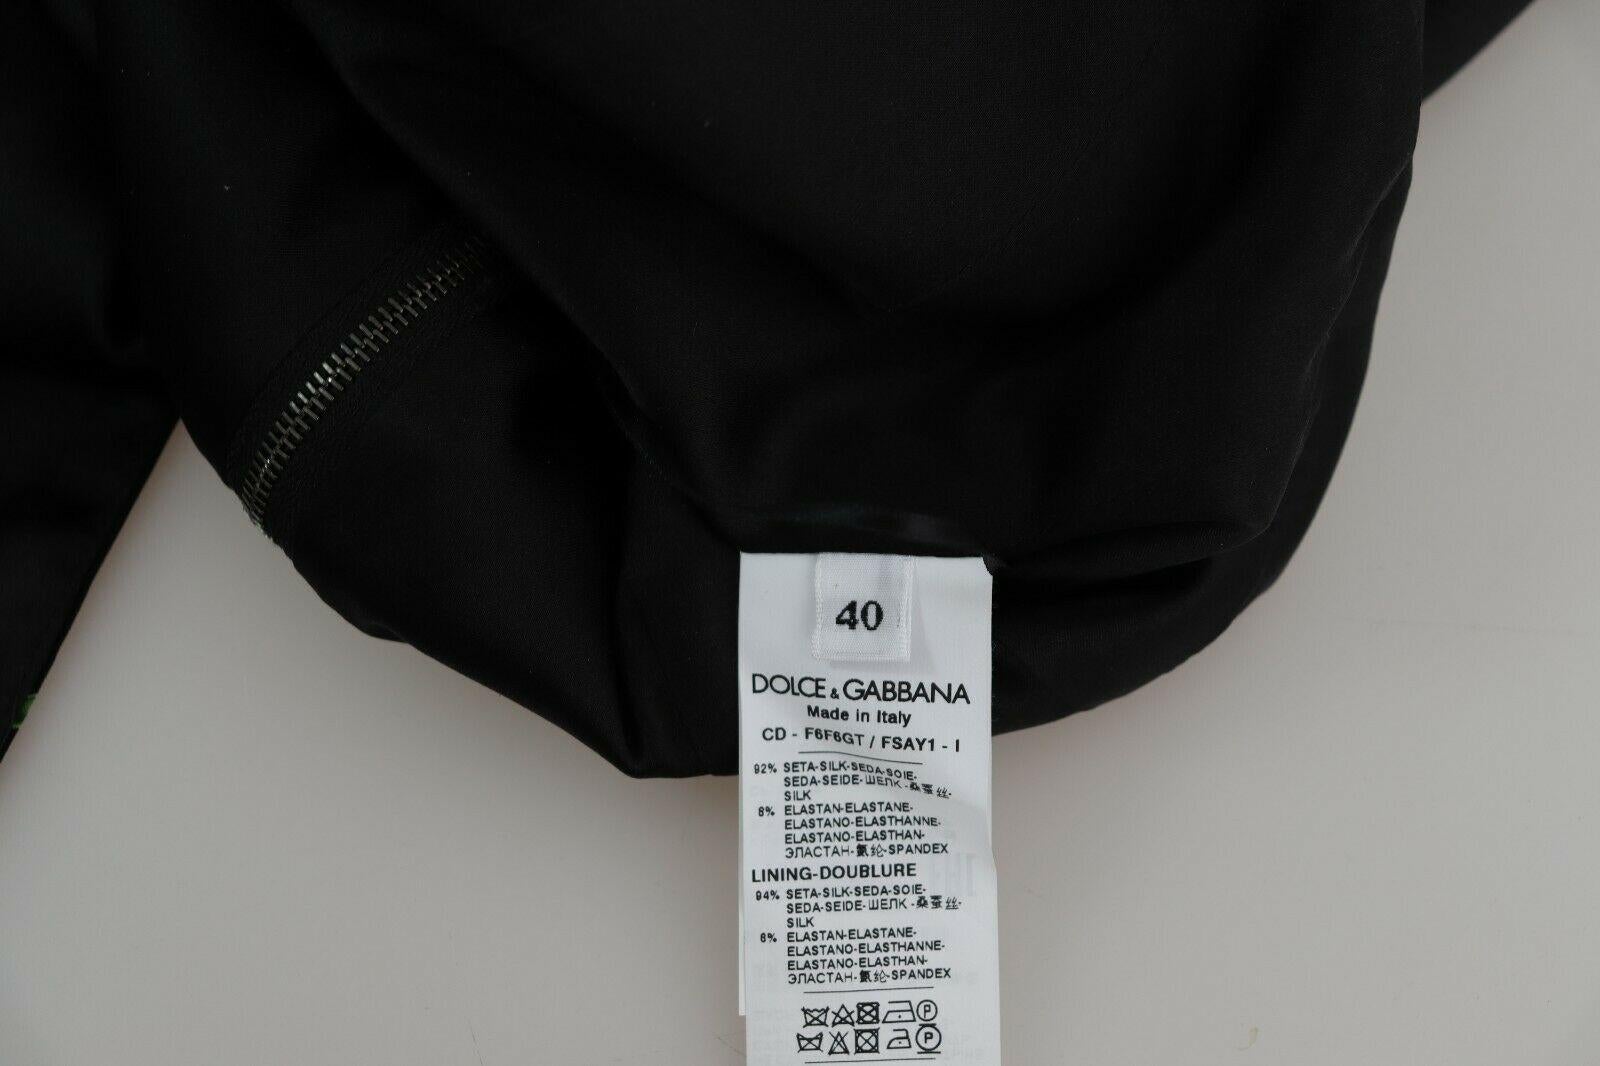 40
DOLCE & GABBANA
Made in Italy
CD - F6F6GT / FSAY1 - I
92% SETA-SILK-SEDA-SOIE-
SEDA-SEIDE-ШЕЛК-桑蚕丝-
SILK
8% ELASTAN-ELASTANE-
ELASTANO-ELASTHANNE-
ELASTANO-ELASTHAN-
ЭЛАСТАН-氨纶-SPANDEX
LINING-DOUBLURE
94% SETA-SILK-SEDA-SOIE-
SEDA-SEIDE-ШЕЛК-桑蚕丝-
SILK
6% ELASTAN-ELASTANE-
ELASTANO-ELASTHANNE-
ELASTANO-ELASTHAN-
ЭЛАСТАН-氨纶-SPANDEX
P
P